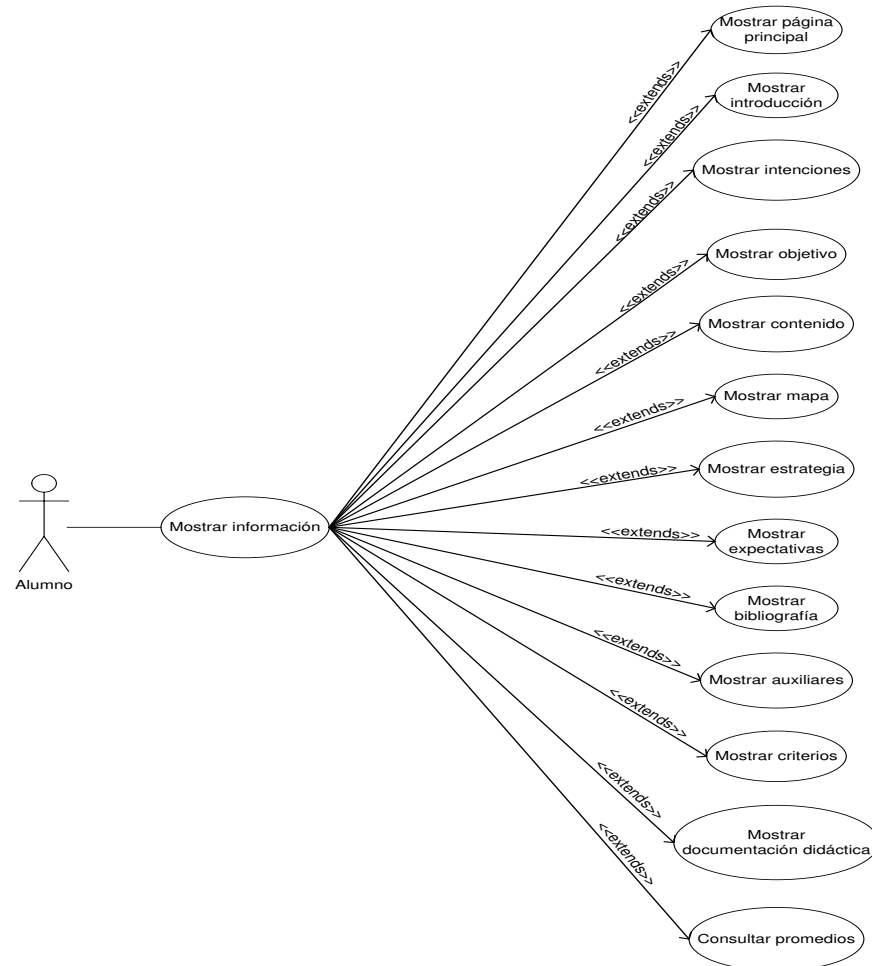 Mostrar página
principal
<<extends>>
Mostrar
introducción
<<extends>>
Mostrar intenciones
<<extends>>
Mostrar objetivo
<<extends>>
Mostrar contenido
<<extends>>
Mostrar mapa
<<extends>>
Mostrar estrategia
<<extends>>
Alumno
Mostrar información
Mostrar
expectativas
<<extends>>
Mostrar
bibliografía
<<extends>>
Mostrar auxiliares
<<extends>>
Mostrar criterios
<<extends>>
Mostrar
documentación didáctica
<<extends>>
Consultar promedios
<<extends>>